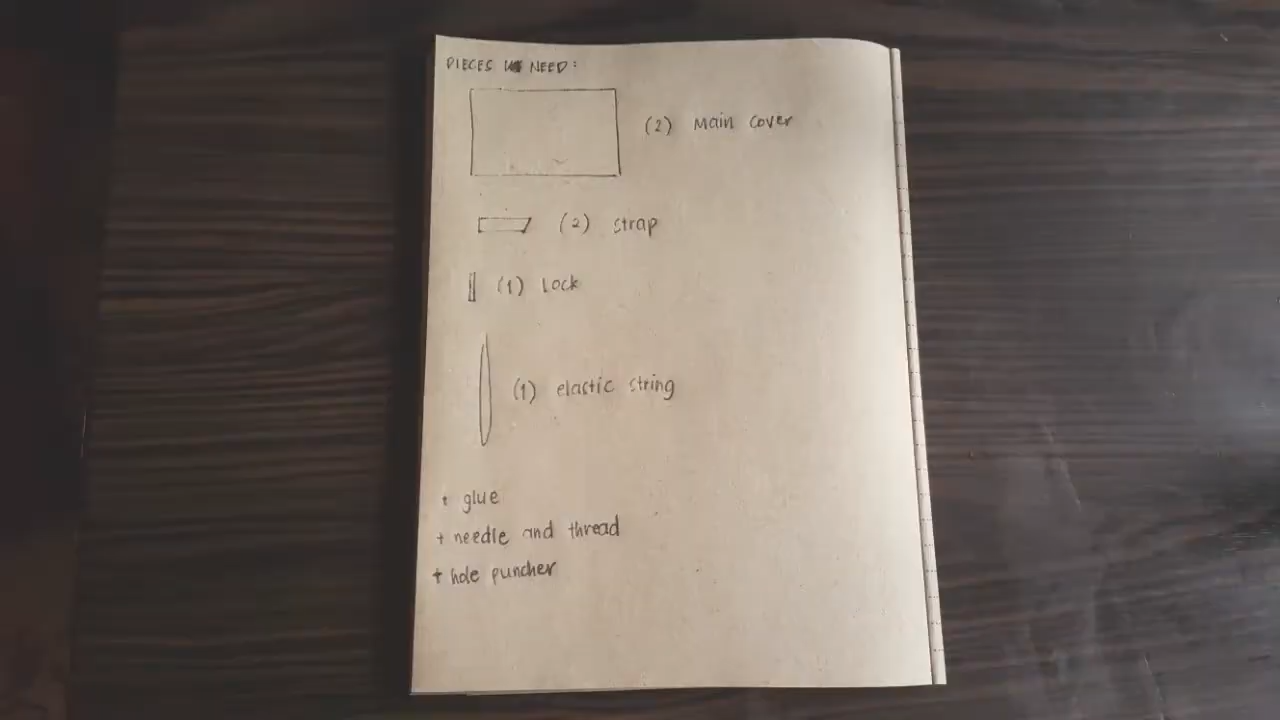 PIECES WE NEED:
(2) Main Cover
(2) strap
(1) Lock
(1) elastic string
+ glue
+ needle and thread
+ hole puncher